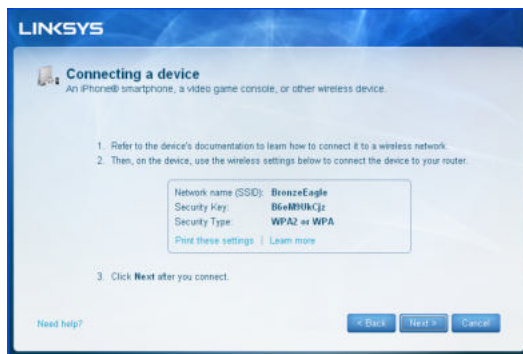 LINKSYS
Connecting a device
An iPhone® smartphone, a video game console, or other wireless device.
1. Refer to the device's documentation to learn how to connect it to a wireless network.
2. Then, on the device, use the wireless settings below to connect the device to your router.
Network name (SSID): BronzeEagle
Security Key: B6eM9UkCjz
Security Type: WPA2 or WPA
Print these settings | Learn more
3. Click Next after you connect.
Need help?
< Back Next > Cancel